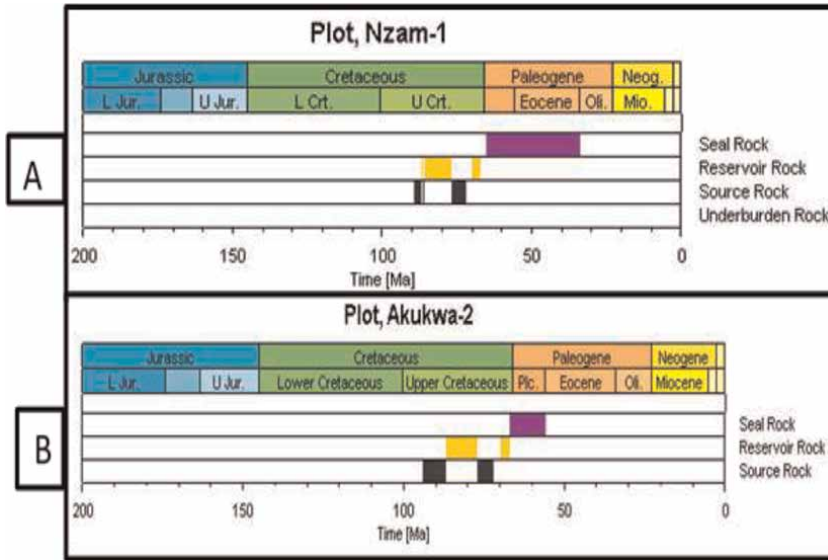 Plot, Nzam-1
Jurassic Cretaceous Paleogene Neog.
L Jur. U Jur. L Crt. U Crt. Eocene Oli. Mio.
A
Seal Rock
Reservoir Rock
Source Rock
Underburden Rock
200 150 100 50 0
Time [Ma]
Plot, Akukwa-2
Jurassic Cretaceous Paleogene Neogene
L Jur. U Jur. Lower Cretaceous Upper Cretaceous Plc. Eocene Oli. Miocene
B
Seal Rock
Reservoir Rock
Source Rock
200 150 100 50 0
Time [Ma]